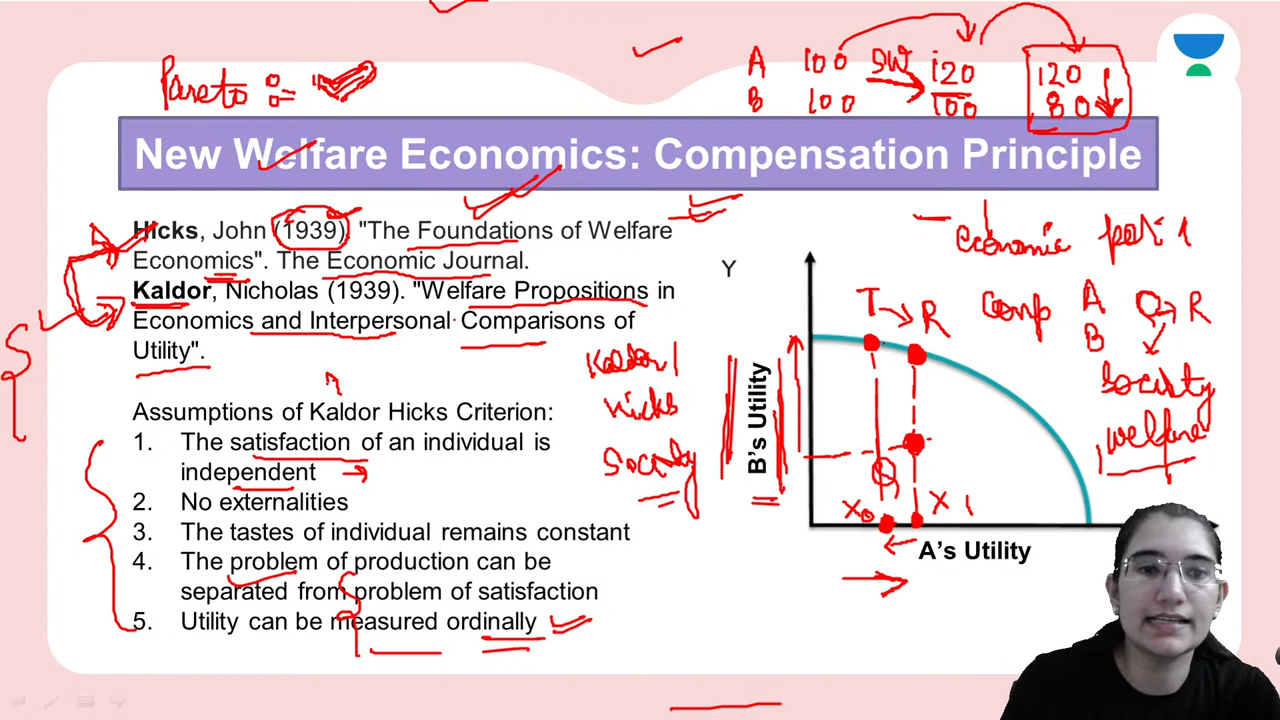 Pareto :-
A 100 SW 120 120
B 100 100 80
New Welfare Economics: Compensation Principle
Hicks, John (1939). "The Foundations of Welfare
Economics". The Economic Journal.
Kaldor, Nicholas (1939). "Welfare Propositions in
Economics and Interpersonal Comparisons of
Utility".
Assumptions of Kaldor Hicks Criterion:
1. The satisfaction of an individual is
independent
2. No externalities
3. The tastes of individual remains constant
4. The problem of production can be
separated from problem of satisfaction
5. Utility can be measured ordinally
Kaldor
Hicks
Society
Y
B's Utility
T R
Q
X0 X1
A's Utility
economic
comp A Q R
B
society
welfare